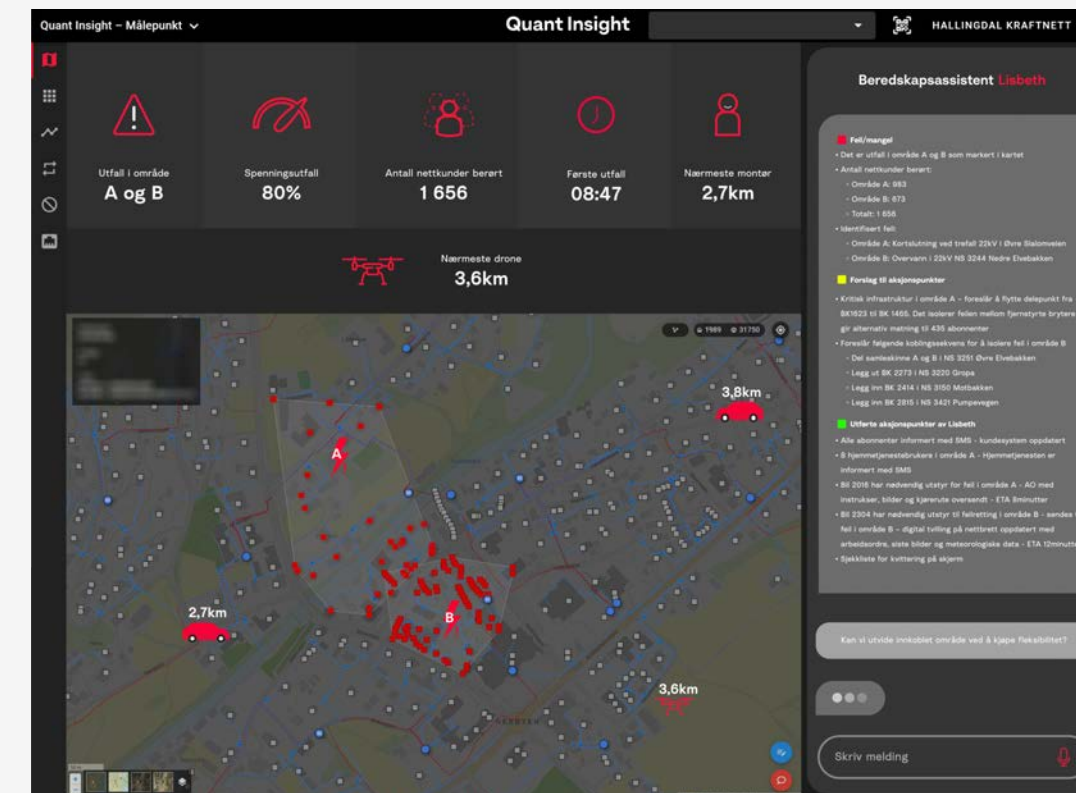 Quant Insight – Målepunkt
Quant Insight
HALLINGDAL KRAFTNETT
Utfall i område
A og B
Spenningsutfall
80%
Antall nettkunder berørt
1 656
Første utfall
08:47
Nærmeste montør
2,7km
Nærmeste drone
3,6km
1989 31750
3,8km
A
B
2,7km
3,6km
Beredskapsassistent Lisbeth
Feil/mangel
• Det er utfall i område A og B som markert i kartet
• Antall nettkunder berørt:
◦ Område A: 983
◦ Område B: 673
◦ Totalt: 1 656
• Identifisert feil:
◦ Område A: Kortslutning ved trefall 22kV i Øvre Slalomveien
◦ Område B: Overvann i 22kV NS 3244 Nedre Elvebakken
Forslag til aksjonspunkter
• Kritisk infrastruktur i område A – foreslår å flytte delepunkt fra
BK1623 til BK 1465. Det isolerer feilen mellom fjernstyrte brytere
gir alternativ matning til 435 abonnenter
• Foreslår følgende koblingssekvens for å isolere feil i område B
◦ Del samleskinne A og B i NS 3251 Øvre Elvebakken
◦ Legg ut BK 2273 i NS 3220 Gropa
◦ Legg inn BK 2414 i NS 3150 Motbakken
◦ Legg inn BK 2815 i NS 3421 Pumpevegen
Utførte aksjonspunkter av Lisbeth
• Alle abonnenter informert med SMS - kundesystem oppdatert
• 8 hjemmetjenestebrukere i område A - Hjemmetjenesten er
informert med SMS
• Bil 2016 har nødvendig utstyr for feil i område A - AO med
instrukser, bilder og kjørerute oversendt - ETA 8minutter
• Bil 2304 har nødvendig utstyr til feilretting i område B - sendes
feil i område B – digital tvilling på nettbrett oppdatert med
arbeidsordre, siste bilder og meteorologiske data - ETA 12minutter
• Sjekkliste for kvittering på skjerm
Kan vi utvide innkoblet område ved å kjøpe fleksibilitet?
Skriv melding